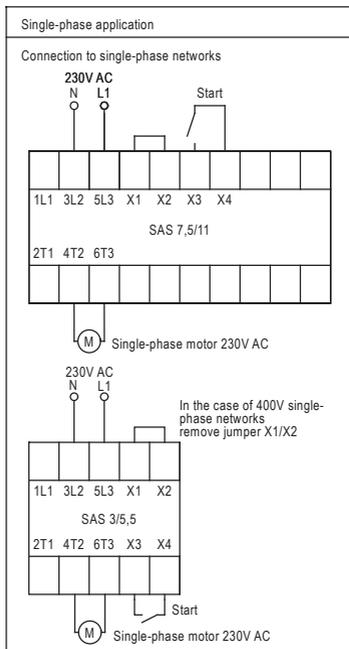 Single-phase application
Connection to single-phase networks
230V AC
N L1
Start
1L1 3L2 5L3 X1 X2 X3 X4
SAS 7,5/11
2T1 4T2 6T3
M Single-phase motor 230V AC
230V AC
N L1
In the case of 400V single-
phase networks
remove jumper X1/X2
1L1 3L2 5L3 X1 X2
SAS 3/5,5
2T1 4T2 6T3 X3 X4
Start
M Single-phase motor 230V AC